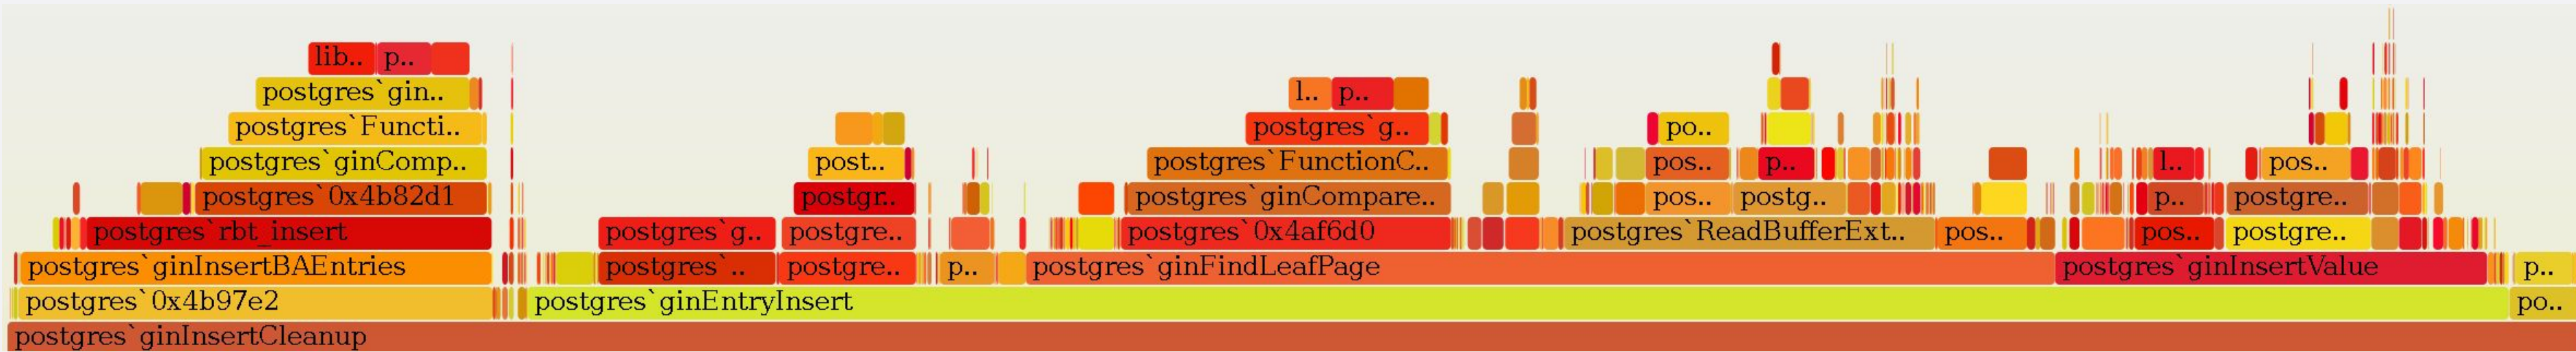 lib.. p..
postgres`gin.. l.. p..
postgres`Functi.. postgres`g.. po..
postgres`ginComp.. post.. postgres`FunctionC.. pos.. p.. l.. pos..
postgres`0x4b82d1 postgr.. postgres`ginCompare.. pos.. postg.. p.. postgre..
postgres`rbt_insert postgres`g.. postgre.. postgres`0x4af6d0 postgres`ReadBufferExt.. pos.. pos.. postgre..
postgres`ginInsertBAEntries postgres`.. postgre.. p.. postgres`ginFindLeafPage postgres`ginInsertValue p..
postgres`0x4b97e2 postgres`ginEntryInsert po..
postgres`ginInsertCleanup